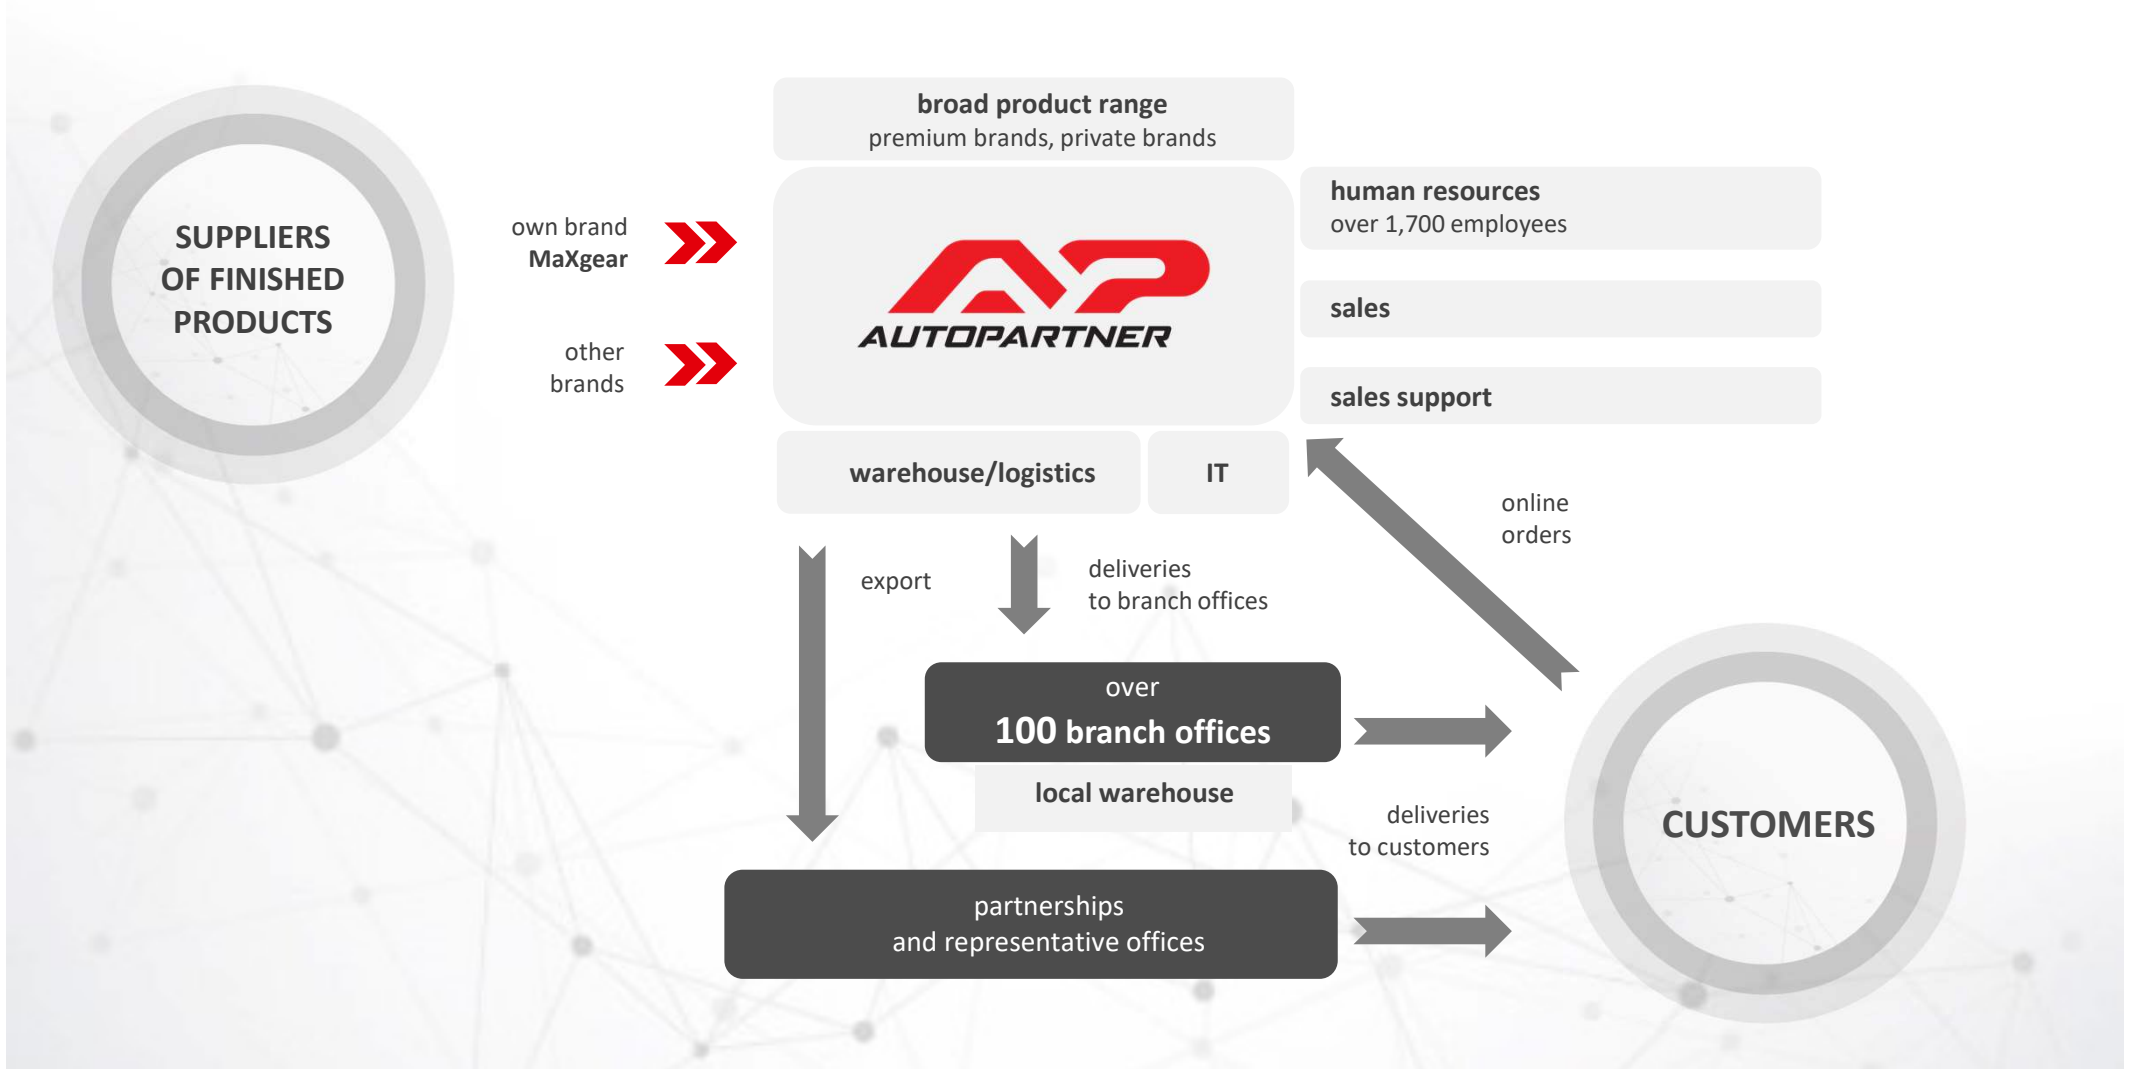 broad product range
premium brands, private brands
SUPPLIERS
OF FINISHED
PRODUCTS
own brand
MaXgear
other
brands
AP
AUTOPARTNER
human resources
over 1,700 employees
sales
sales support
warehouse/logistics
IT
online
orders
export
deliveries
to branch offices
over
100 branch offices
local warehouse
deliveries
to customers
CUSTOMERS
partnerships
and representative offices